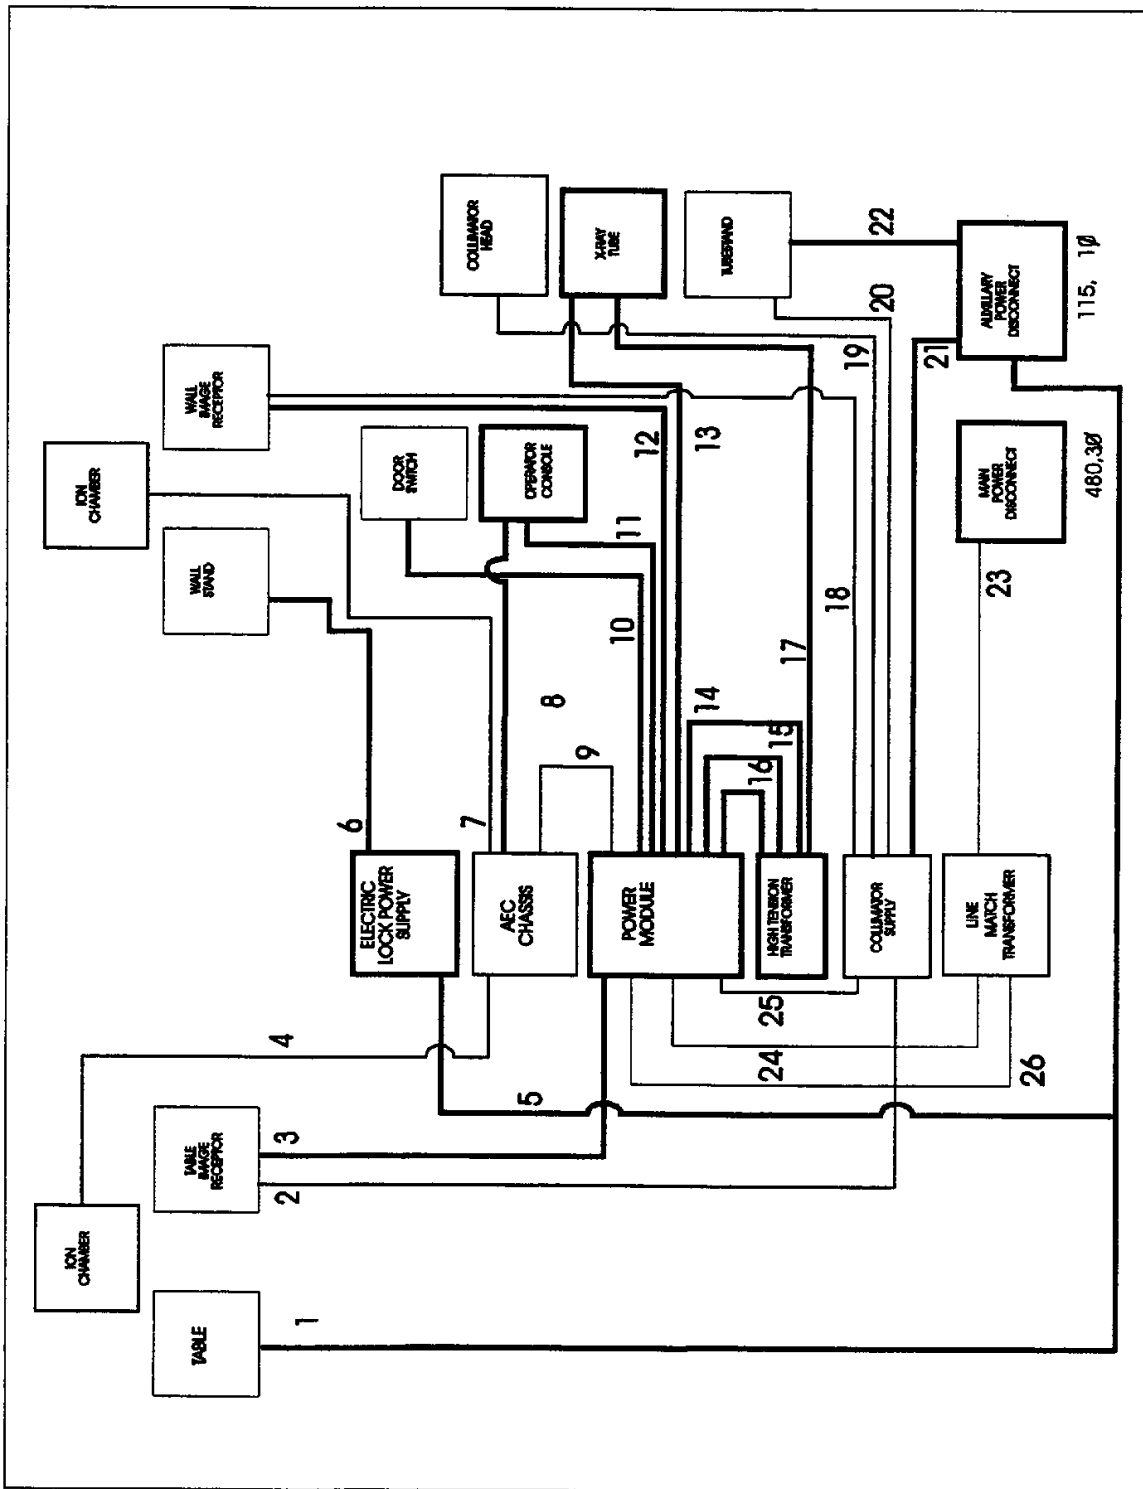 ION
CHAMBER
ION
CHAMBER
TABLE
TABLE
IMAGE
RECEPTOR
WALL
STAND
WALL
IMAGE
RECEPTOR
1
2
3
4
6
ELECTRIC
LOCK POWER
SUPPLY
DOOR
SWITCH
7
AEC
CHASSIS
COLLIMATOR
HEAD
5
8
OPERATOR
CONSOLE
9
10
11
12
POWER
MODULE
X-RAY
TUBE
13
14
15
16
17
HIGH TENSION
TRANSFORMER
TUBESTAND
24
25
18
19
20
22
COLLIMATOR
SUPPLY
21
26
23
LINE
MATCH
TRANSFORMER
MAIN
POWER
DISCONNECT
480,3Ø
AUXILLARY
POWER
DISCONNECT
115, 1Ø